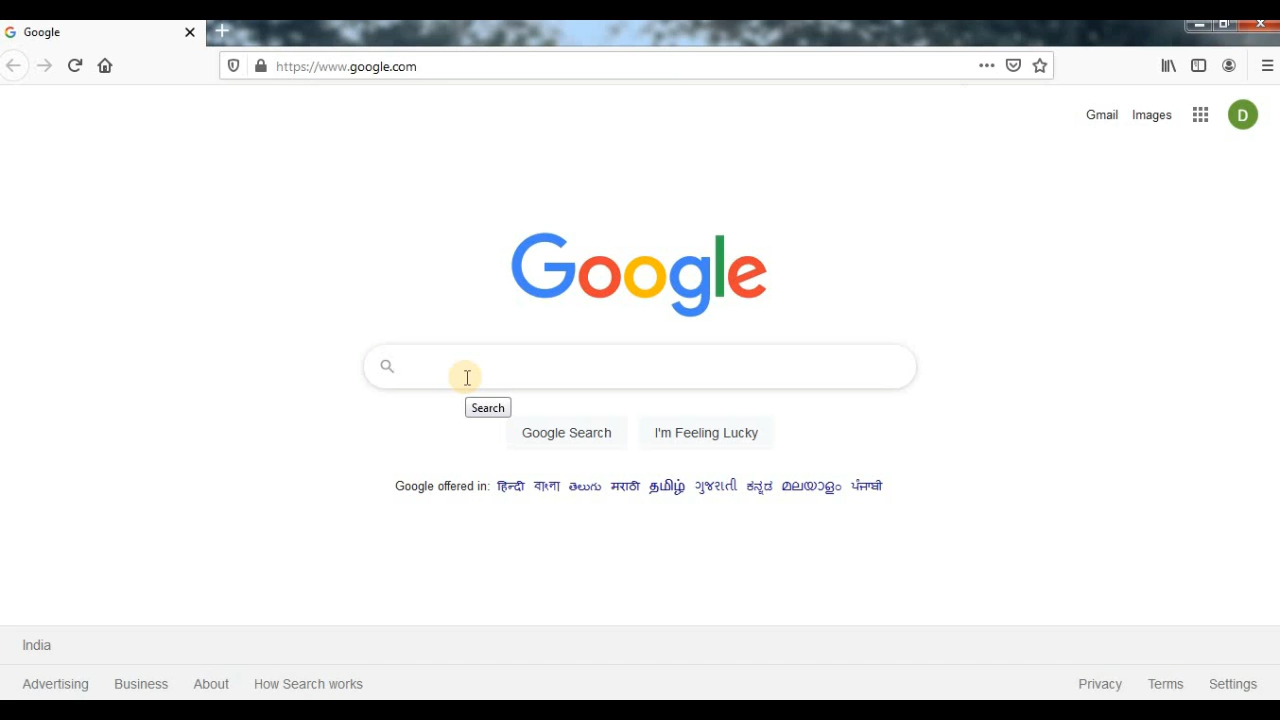 Google
https://www.google.com
Gmail Images
D
Google
Search
Google Search I'm Feeling Lucky
Google offered in: हिन्दी বাংলা తెలుగు मराठी தமிழ் ગુજરાતી ಕನ್ನಡ മലയാളം ਪੰਜਾਬੀ
India
Advertising Business About How Search works Privacy Terms Settings